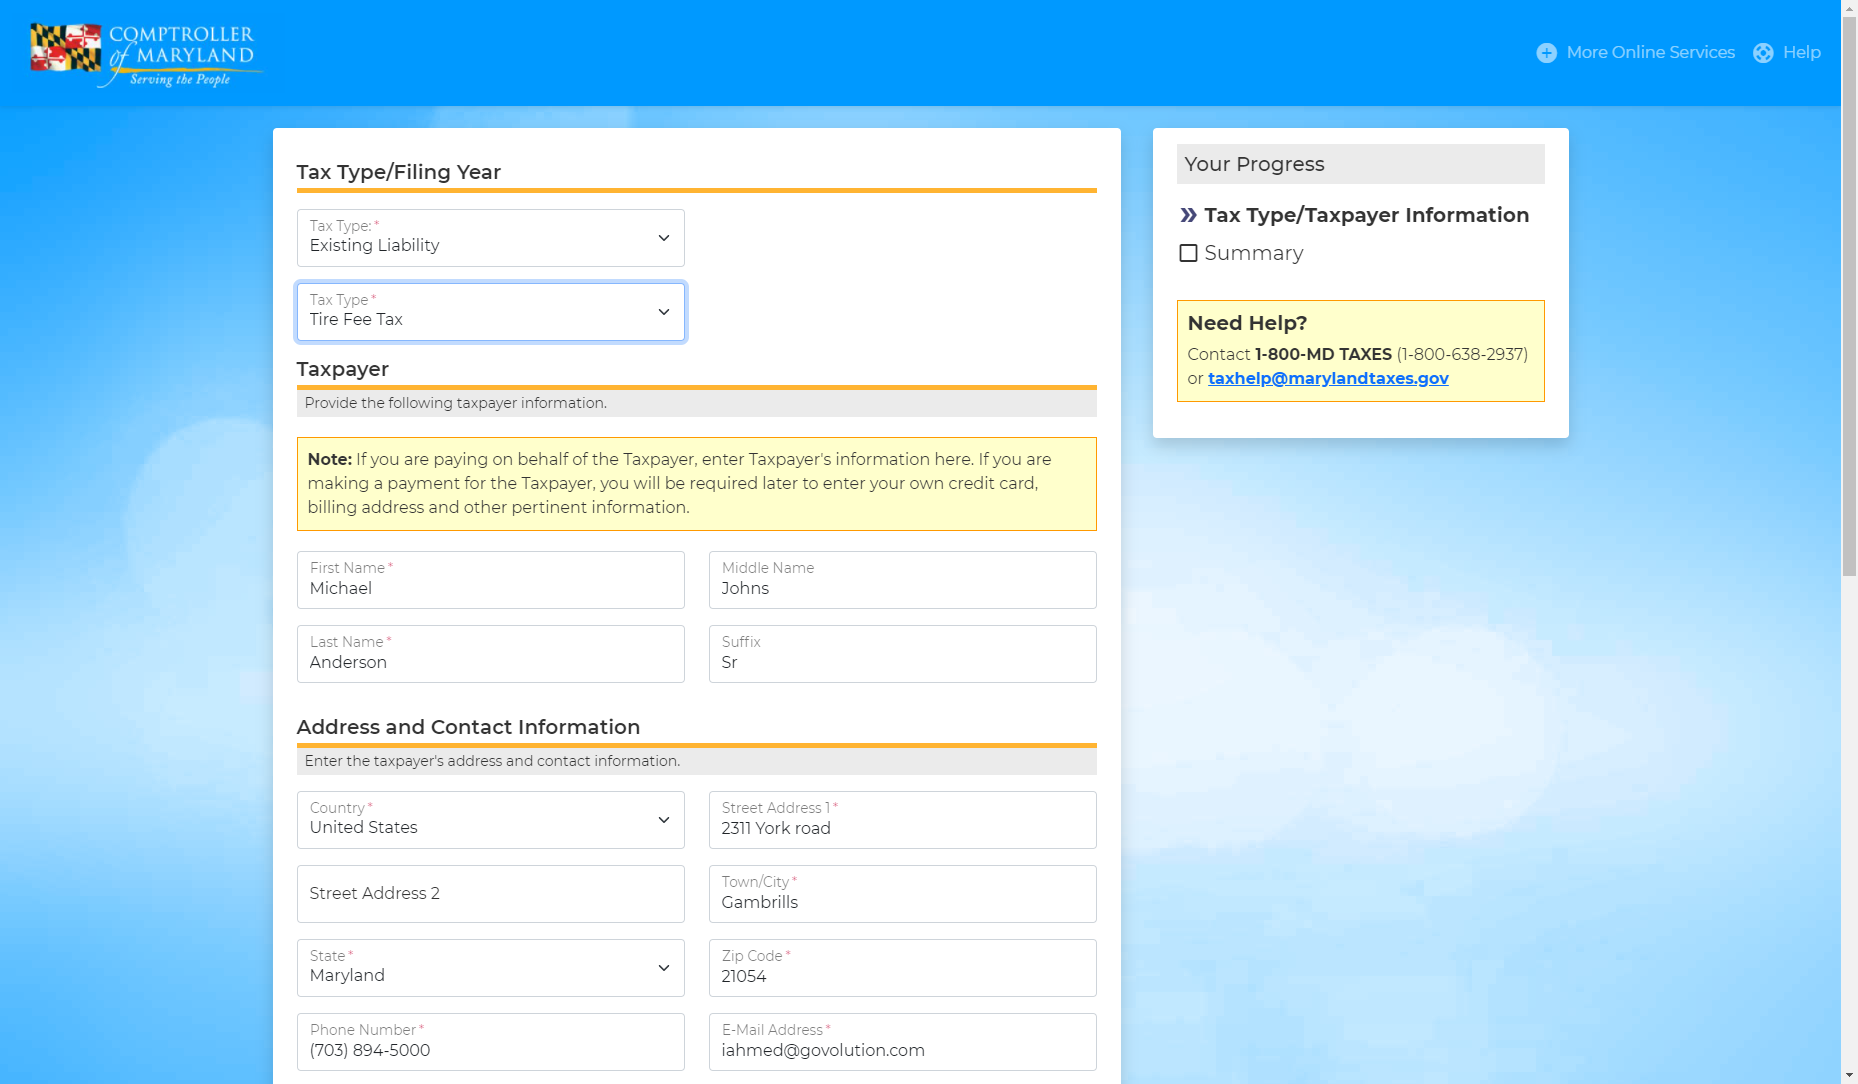 COMPTROLLER
of MARYLAND
Serving the People
More Online Services
Help
Tax Type/Filing Year
Tax Type: *
Existing Liability
Tax Type *
Tire Fee Tax
Taxpayer
Provide the following taxpayer information.
Note: If you are paying on behalf of the Taxpayer, enter Taxpayer's information here. If you are
making a payment for the Taxpayer, you will be required later to enter your own credit card,
billing address and other pertinent information.
First Name *
Michael
Middle Name
Johns
Last Name *
Anderson
Suffix
Sr
Address and Contact Information
Enter the taxpayer's address and contact information.
Country *
United States
Street Address 1 *
2311 York road
Street Address 2
Town/City *
Gambrills
State *
Maryland
Zip Code *
21054
Phone Number *
(703) 894-5000
E-Mail Address *
iahmed@govolution.com
Your Progress
Tax Type/Taxpayer Information
Summary
Need Help?
Contact 1-800-MD TAXES (1-800-638-2937)
or taxhelp@marylandtaxes.gov